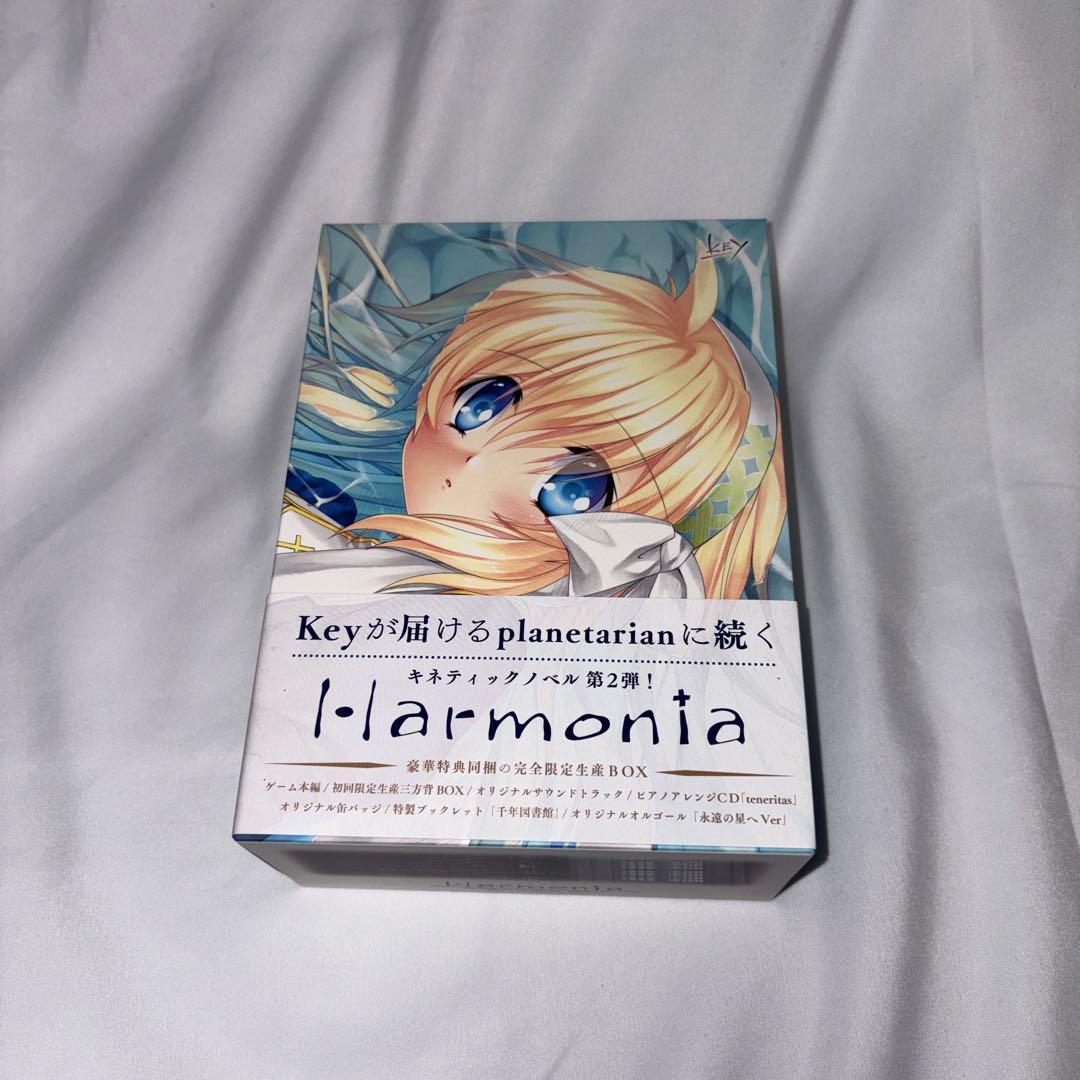 KEY
Keyが届けるplanetarianに続く
キネティックノベル 第2弾！
Harmonia
豪華特典同梱の完全限定生産BOX
ゲーム本編 / 初回限定生産三方背BOX / オリジナルサウンドトラック / ピアノアレンジCD「teneritas」
オリジナル缶バッジ / 特製ブックレット「千年図書館」 / オリジナルオルゴール「永遠の星へVer」
Harmonia